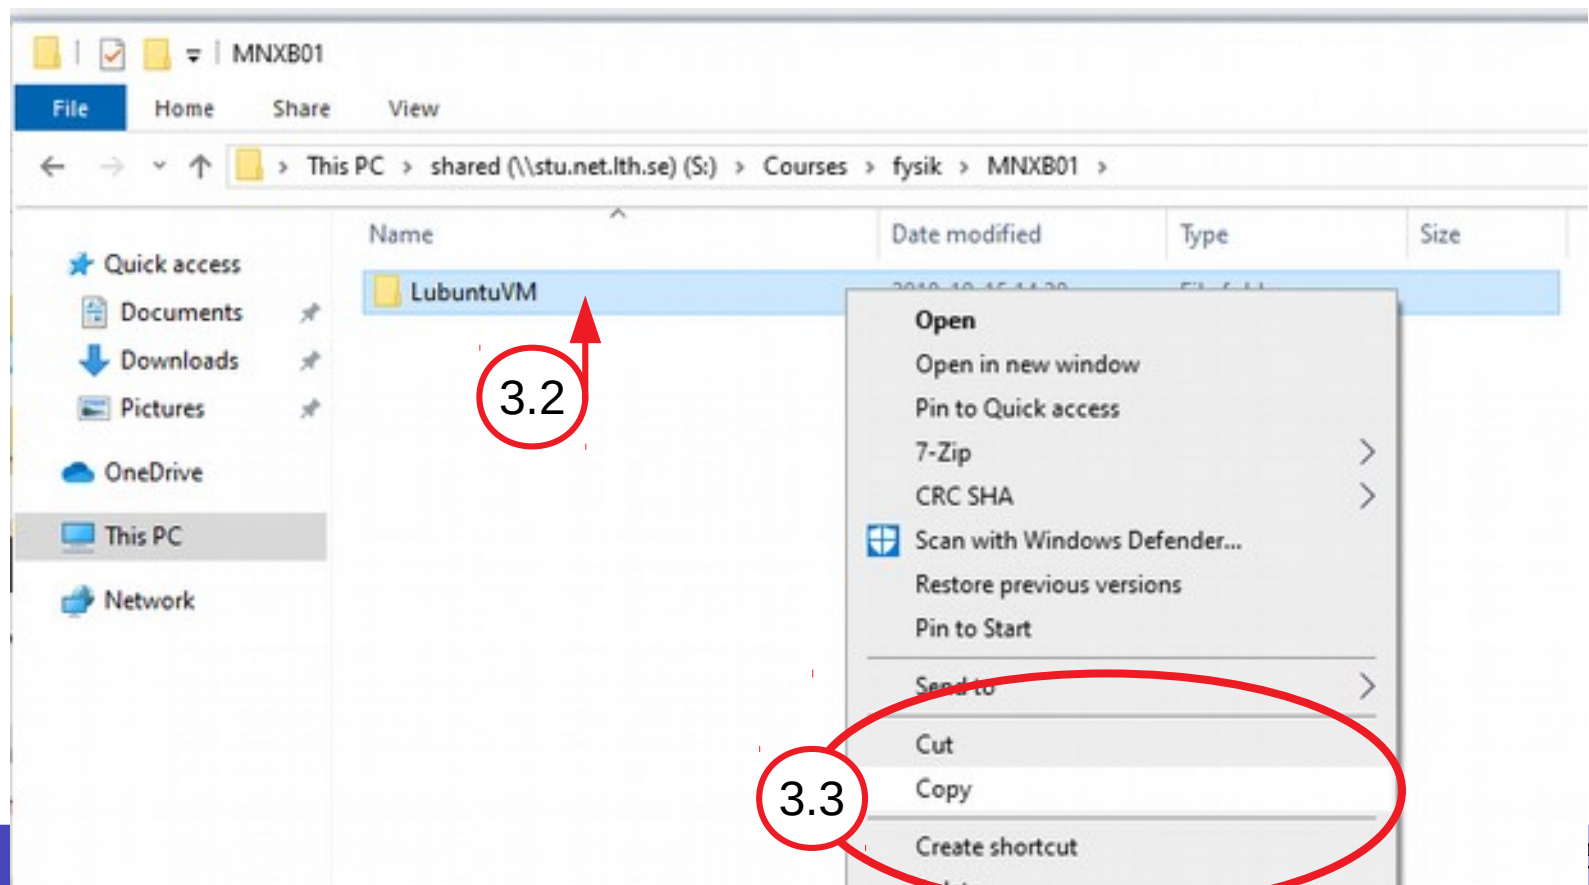 MNXB01
File Home Share View
This PC > shared (\\stu.net.lth.se) (S:) > Courses > fysik > MNXB01 >
Name Date modified Type Size
Quick access
LubuntuVM
Documents
Open
Downloads
Open in new window
3.2
Pictures
Pin to Quick access
7-Zip
OneDrive
CRC SHA
This PC
Scan with Windows Defender...
Restore previous versions
Network
Pin to Start
Send to
Cut
3.3
Copy
Create shortcut